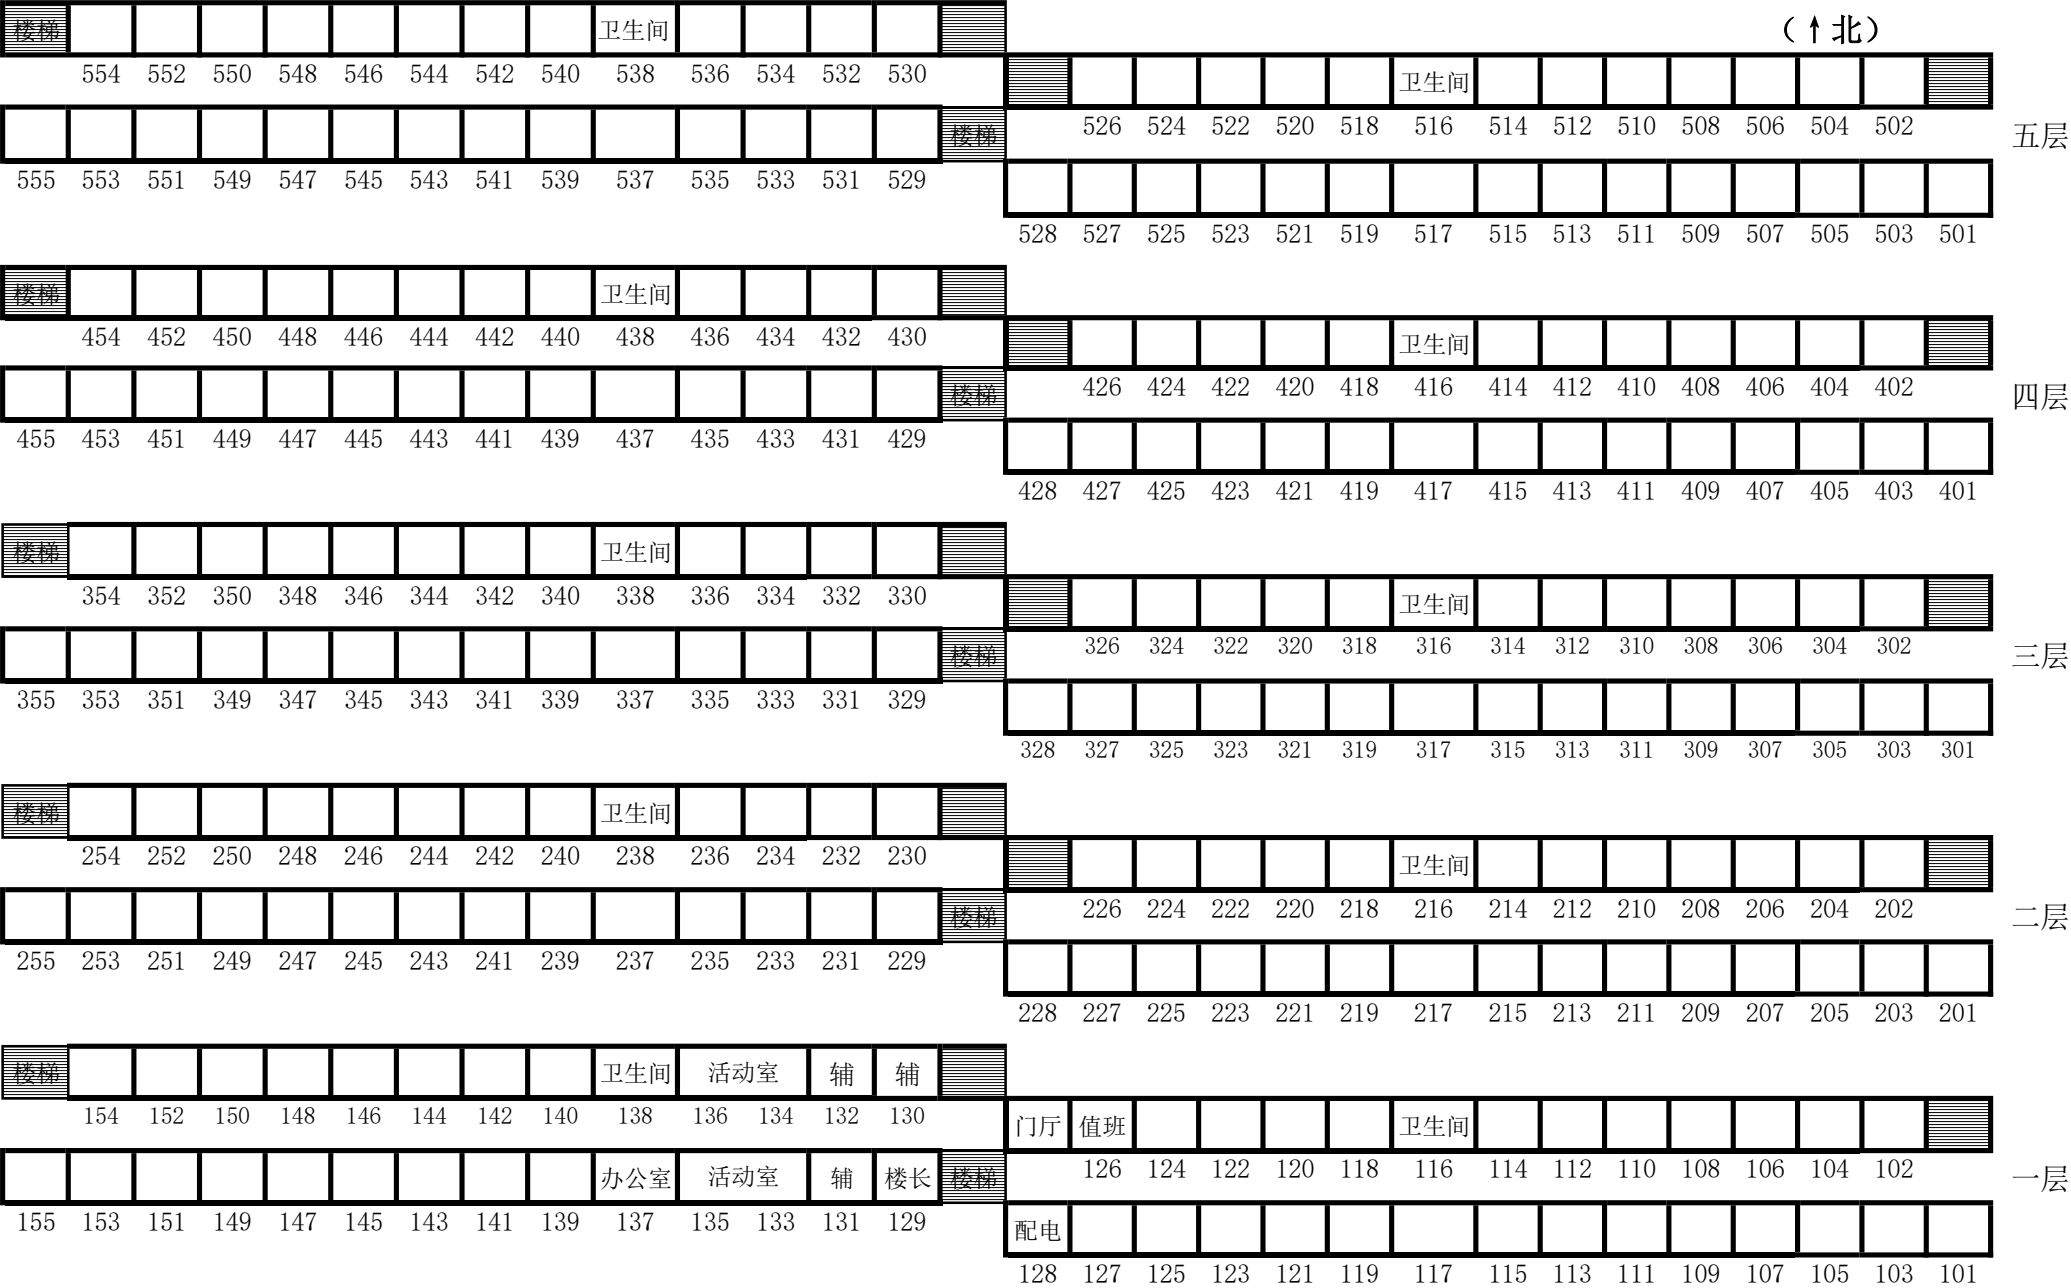 楼梯 卫生间
(↑北)
554 552 550 548 546 544 542 540 538 536 534 532 530
卫生间
楼梯
526 524 522 520 518 516 514 512 510 508 506 504 502
五层
555 553 551 549 547 545 543 541 539 537 535 533 531 529
528 527 525 523 521 519 517 515 513 511 509 507 505 503 501
楼梯 卫生间
454 452 450 448 446 444 442 440 438 436 434 432 430
卫生间
楼梯
426 424 422 420 418 416 414 412 410 408 406 404 402
四层
455 453 451 449 447 445 443 441 439 437 435 433 431 429
428 427 425 423 421 419 417 415 413 411 409 407 405 403 401
楼梯 卫生间
354 352 350 348 346 344 342 340 338 336 334 332 330
卫生间
楼梯
326 324 322 320 318 316 314 312 310 308 306 304 302
三层
355 353 351 349 347 345 343 341 339 337 335 333 331 329
328 327 325 323 321 319 317 315 313 311 309 307 305 303 301
楼梯 卫生间
254 252 250 248 246 244 242 240 238 236 234 232 230
卫生间
楼梯
226 224 222 220 218 216 214 212 210 208 206 204 202
二层
255 253 251 249 247 245 243 241 239 237 235 233 231 229
228 227 225 223 221 219 217 215 213 211 209 207 205 203 201
楼梯 卫生间 活动室 辅 辅
154 152 150 148 146 144 142 140 138 136 134 132 130
门厅 值班 卫生间
办公室 活动室 辅 楼长 楼梯
126 124 122 120 118 116 114 112 110 108 106 104 102
一层
155 153 151 149 147 145 143 141 139 137 135 133 131 129
配电
128 127 125 123 121 119 117 115 113 111 109 107 105 103 101